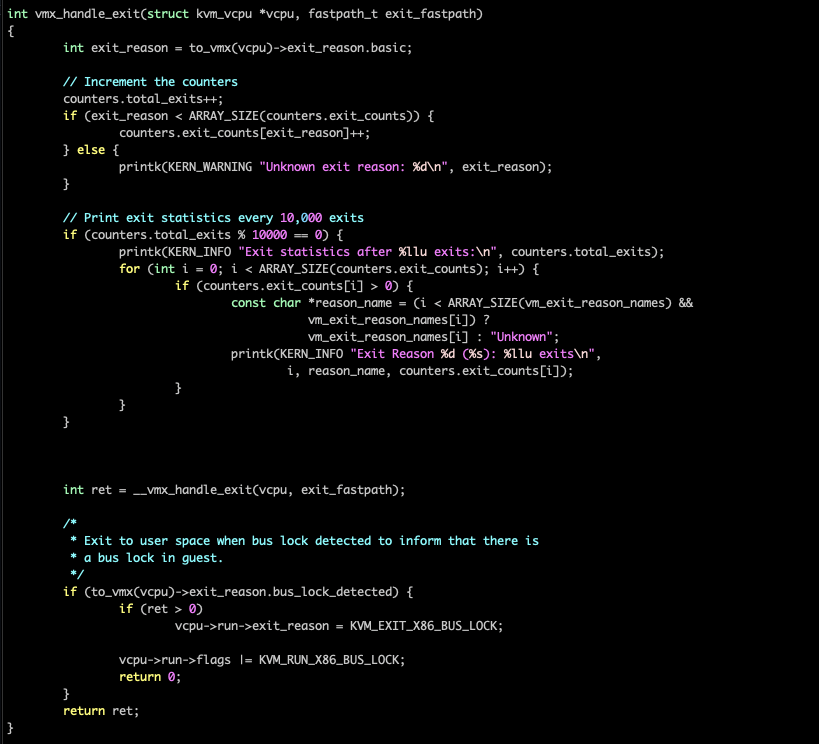 int vmx_handle_exit(struct kvm_vcpu *vcpu, fastpath_t exit_fastpath)
{
        int exit_reason = to_vmx(vcpu)->exit_reason.basic;

        // Increment the counters
        counters.total_exits++;
        if (exit_reason < ARRAY_SIZE(counters.exit_counts)) {
                counters.exit_counts[exit_reason]++;
        } else {
                printk(KERN_WARNING "Unknown exit reason: %d\n", exit_reason);
        }

        // Print exit statistics every 10,000 exits
        if (counters.total_exits % 10000 == 0) {
                printk(KERN_INFO "Exit statistics after %llu exits:\n", counters.total_exits);
                for (int i = 0; i < ARRAY_SIZE(counters.exit_counts); i++) {
                        if (counters.exit_counts[i] > 0) {
                                const char *reason_name = (i < ARRAY_SIZE(vm_exit_reason_names) &&
                                           vm_exit_reason_names[i]) ?
                                           vm_exit_reason_names[i] : "Unknown";
                                printk(KERN_INFO "Exit Reason %d (%s): %llu exits\n",
                                        i, reason_name, counters.exit_counts[i]);
                        }
                }
        }

        int ret = __vmx_handle_exit(vcpu, exit_fastpath);

        /*
         * Exit to user space when bus lock detected to inform that there is
         * a bus lock in guest.
         */
        if (to_vmx(vcpu)->exit_reason.bus_lock_detected) {
                if (ret > 0)
                        vcpu->run->exit_reason = KVM_EXIT_X86_BUS_LOCK;

                vcpu->run->flags |= KVM_RUN_X86_BUS_LOCK;
                return 0;
        }
        return ret;
}